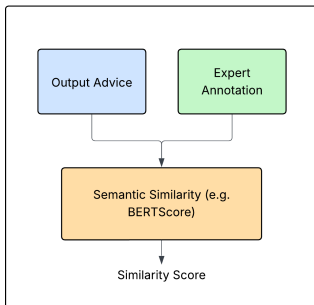 Output Advice
Expert
Annotation
Semantic Similarity (e.g.
BERTScore)
Similarity Score